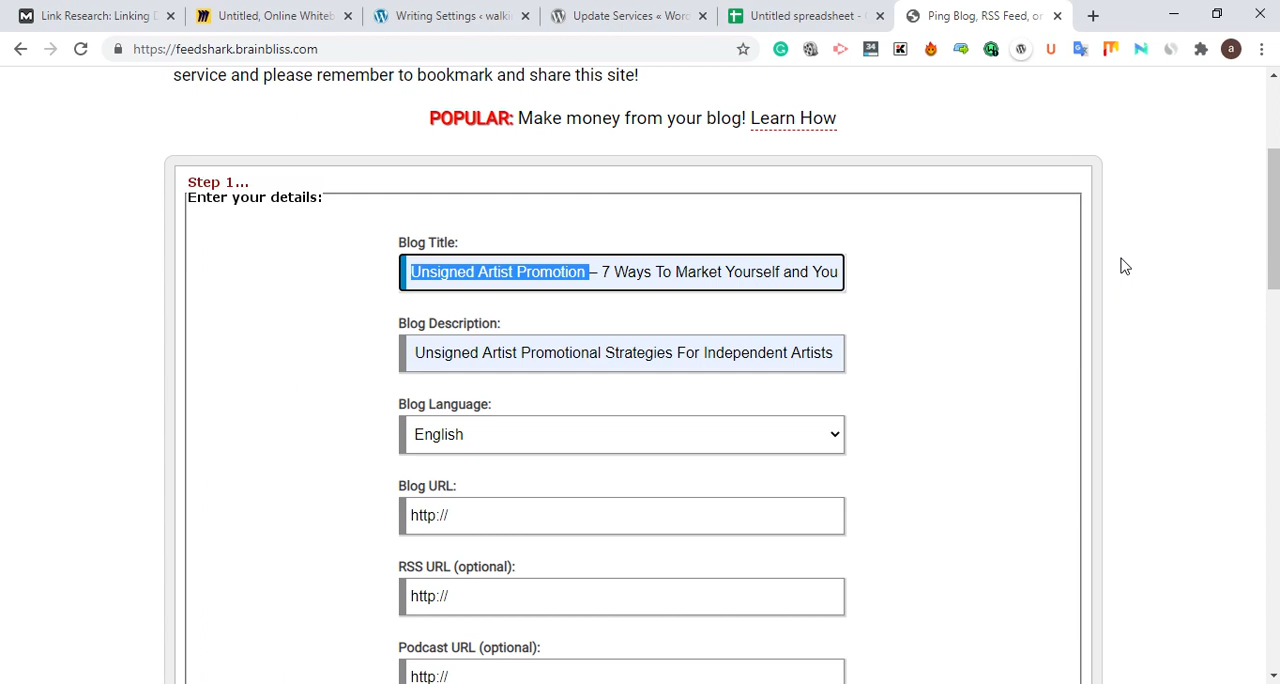 Link Research: Linking D
Untitled, Online Whiteb
Writing Settings ‹ walki
Update Services « Wor
Untitled spreadsheet -
Ping Blog, RSS Feed, or
https://feedshark.brainbliss.com
34
service and please remember to bookmark and share this site!
POPULAR: Make money from your blog! Learn How
Step 1...
Enter your details:
Blog Title:
Unsigned Artist Promotion – 7 Ways To Market Yourself and You
Blog Description:
Unsigned Artist Promotional Strategies For Independent Artists
Blog Language:
English
Blog URL:
http://
RSS URL (optional):
http://
Podcast URL (optional):
http://